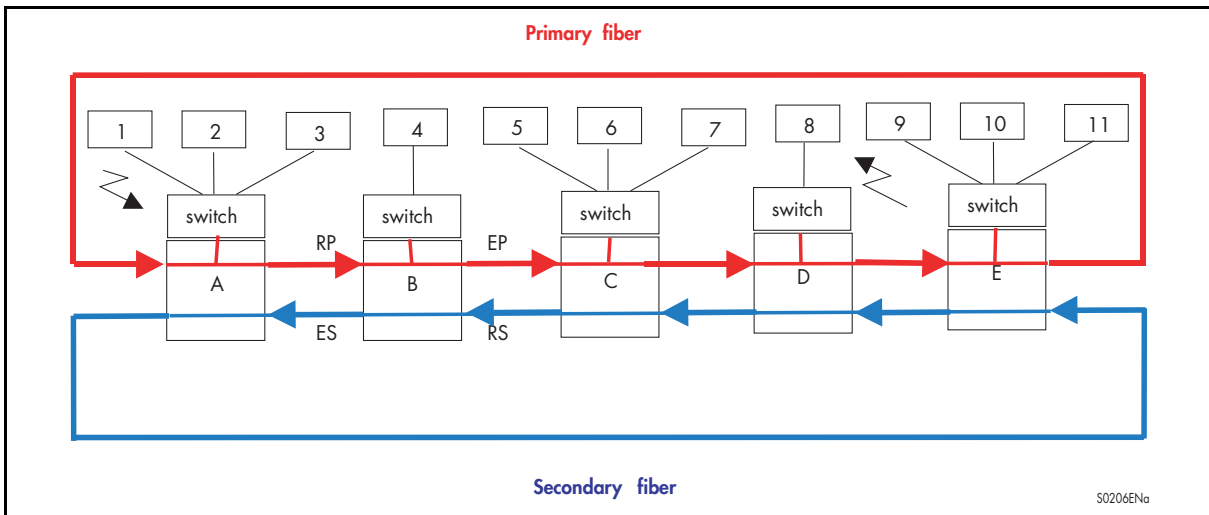 Primary fiber
1 2 3 4 5 6 7 8 9 10 11
switch switch switch switch switch
RP EP
A B C D E
ES RS
Secondary fiber
S0206ENa